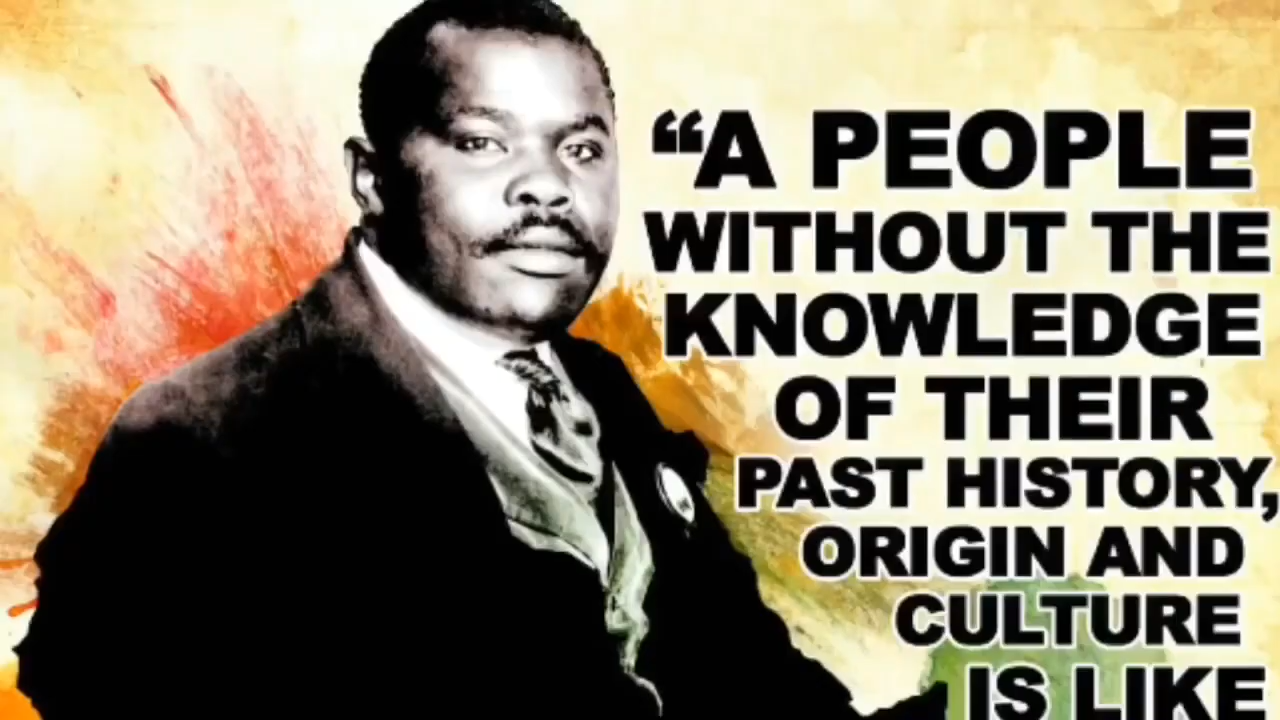 “A PEOPLE
WITHOUT THE
KNOWLEDGE
OF THEIR
PAST HISTORY,
ORIGIN AND
CULTURE
IS LIKE